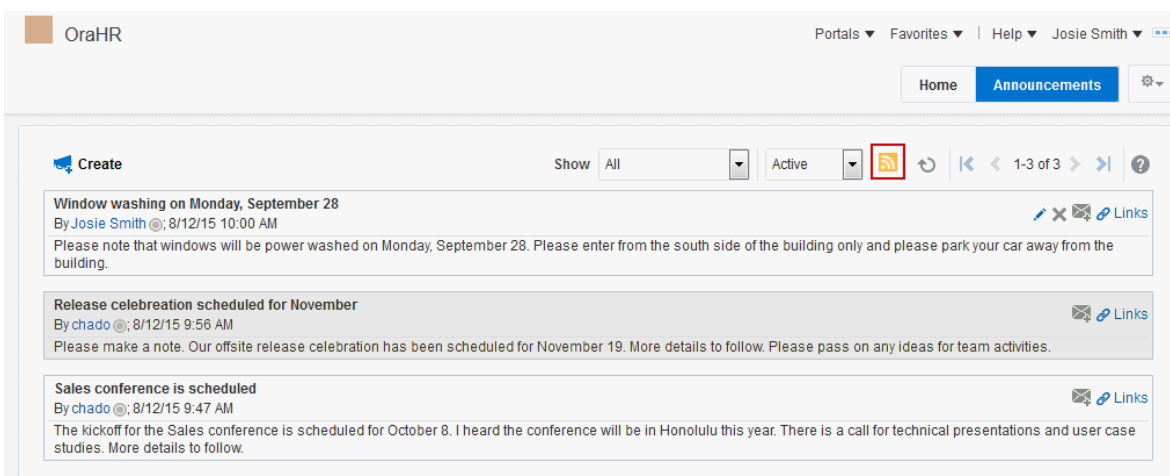 OraHR
Portals Favorites | Help Josie Smith
Home Announcements
Create Show All Active 1-3 of 3
Window washing on Monday, September 28
By Josie Smith; 8/12/15 10:00 AM
Links
Please note that windows will be power washed on Monday, September 28. Please enter from the south side of the building only and please park your car away from the
building.
Release celebreation scheduled for November
By chado; 8/12/15 9:56 AM
Links
Please make a note. Our offsite release celebration has been scheduled for November 19. More details to follow. Please pass on any ideas for team activities.
Sales conference is scheduled
By chado; 8/12/15 9:47 AM
Links
The kickoff for the Sales conference is scheduled for October 8. I heard the conference will be in Honolulu this year. There is a call for technical presentations and user case
studies. More details to follow.